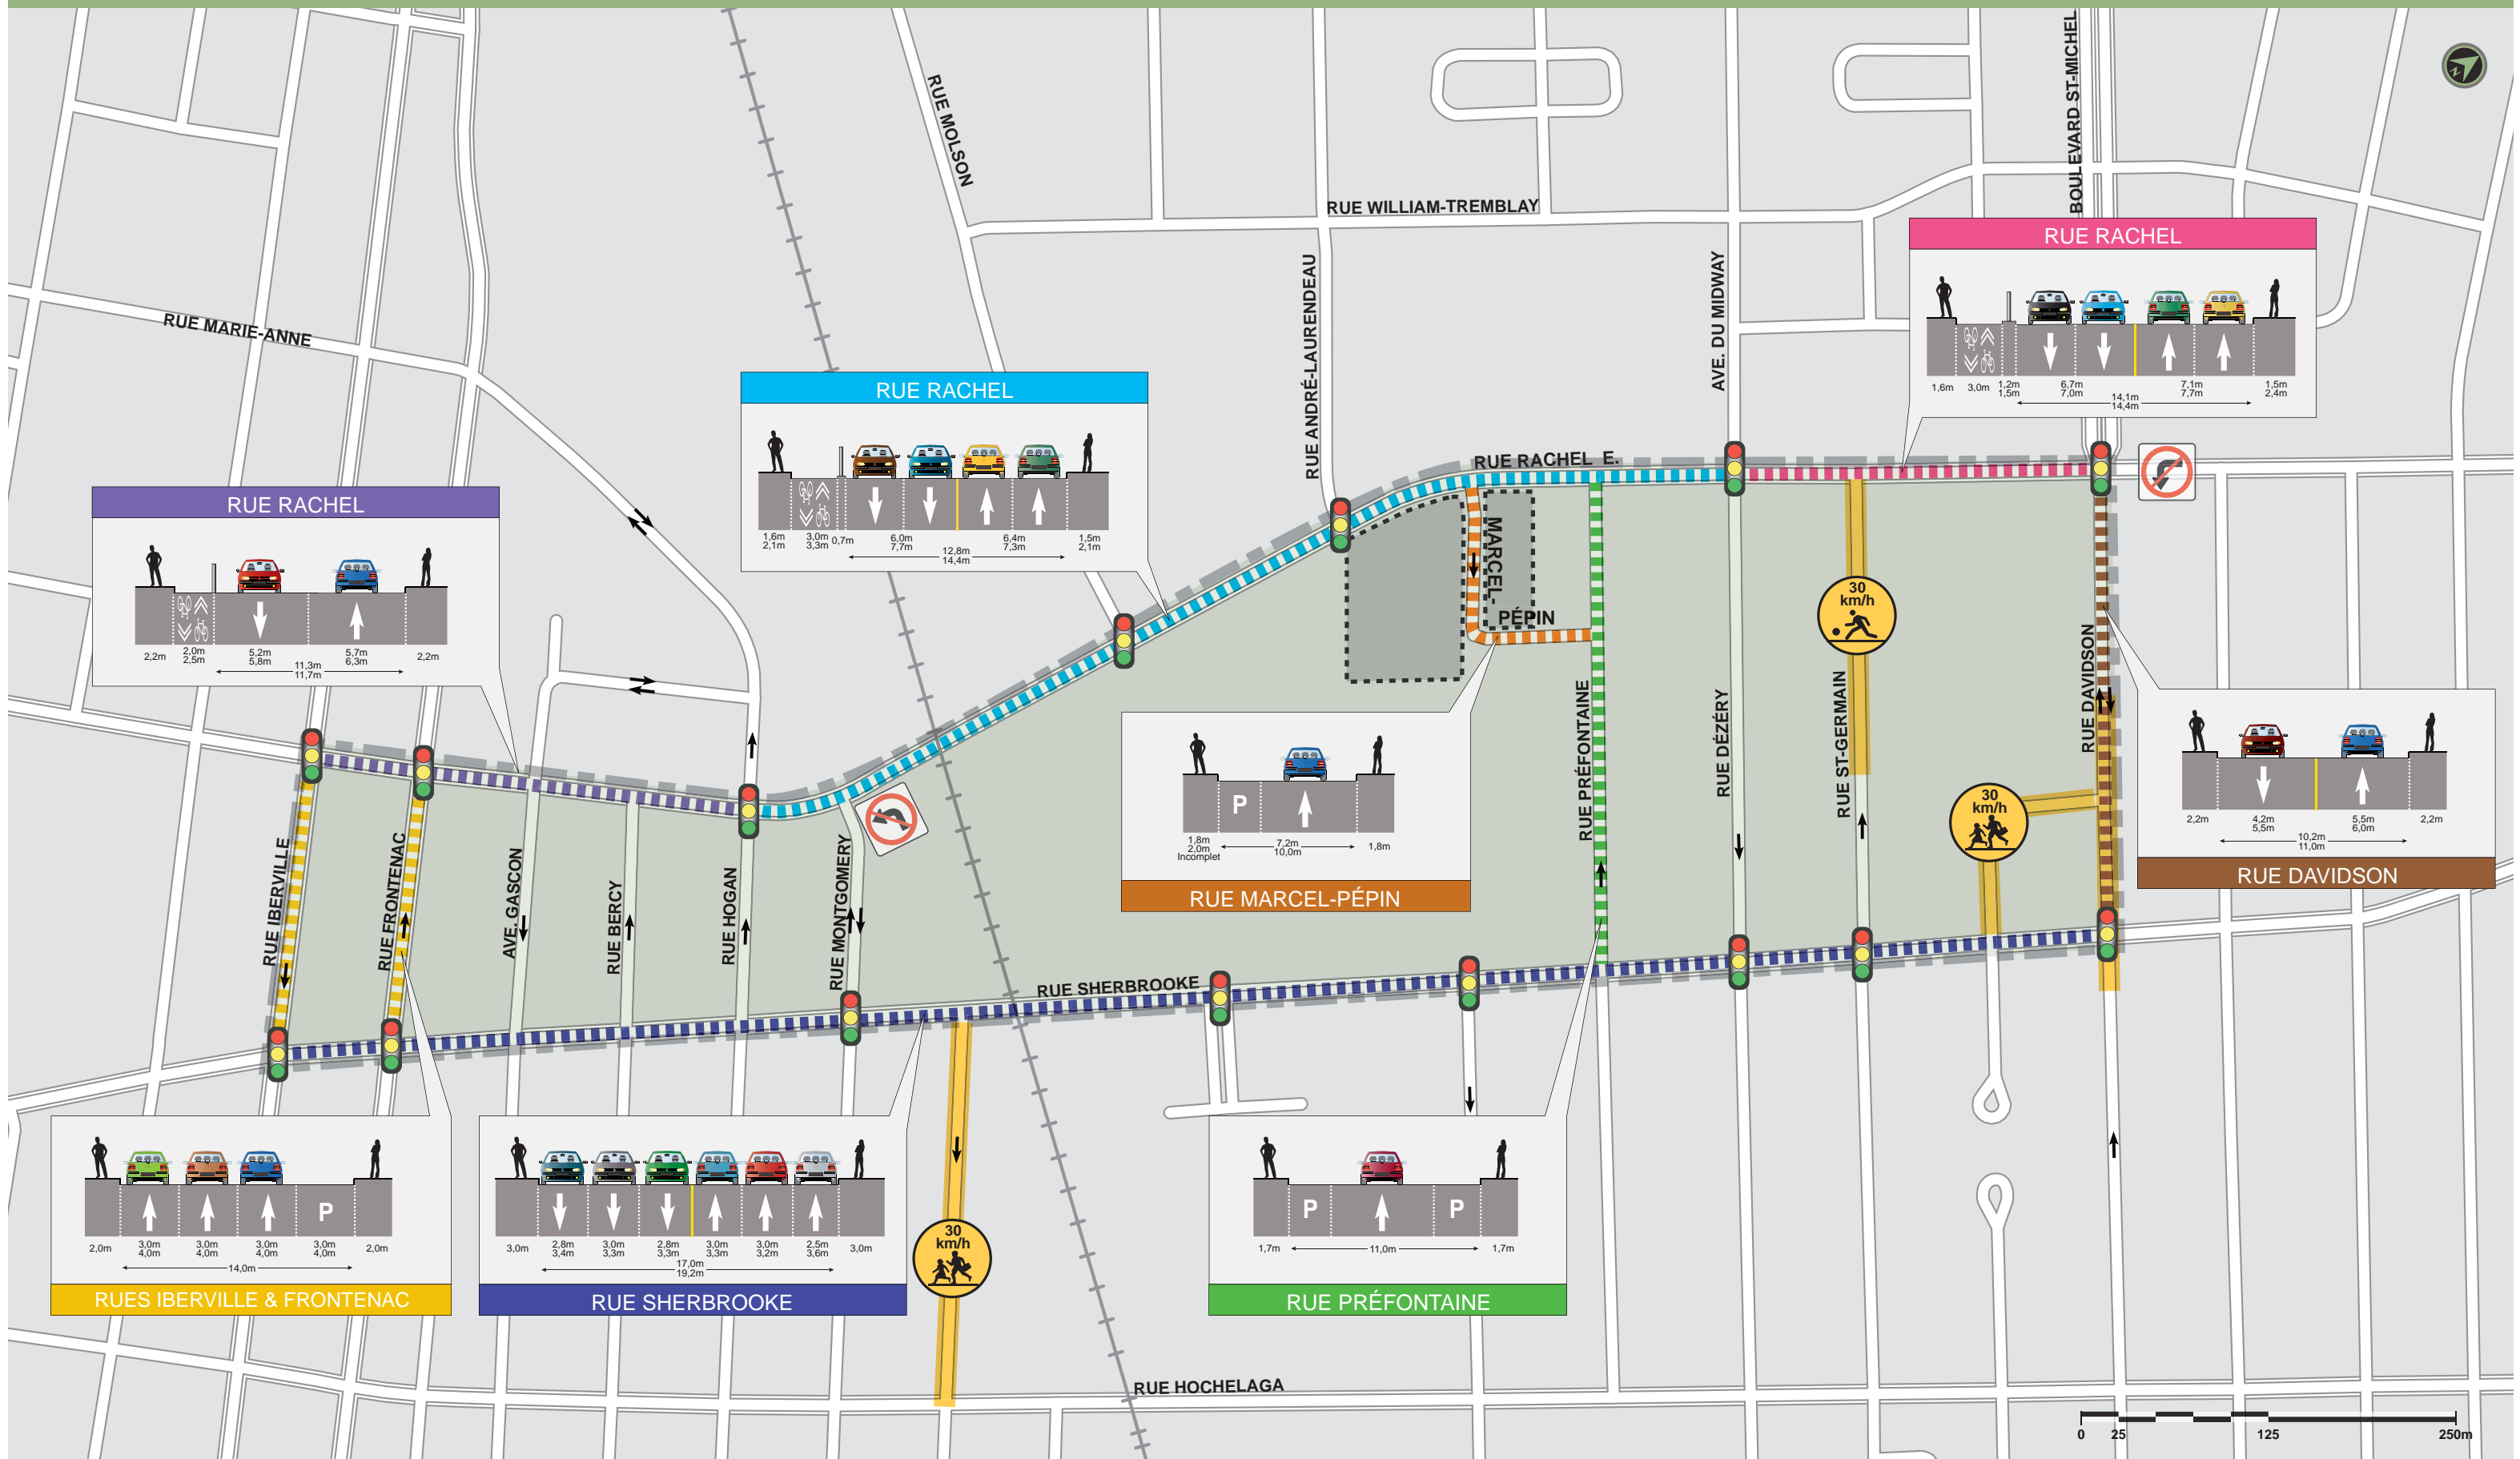 BOULEVARD ST-MICHEL
N
RUE MOLSON
RUE WILLIAM-TREMBLAY
RUE MARIE-ANNE
RUE ANDRÉ-LAURENDEAU
AVE. DU MIDWAY
RUE RACHEL
1,6m 3,0m 1,2m 6,7m 7,1m 1,5m
1,5m 7,0m 7,7m 2,4m
14,1m
14,4m
RUE RACHEL
1,6m 3,0m 0,7m 6,0m 6,4m 1,5m
2,1m 3,3m 7,7m 7,3m 2,1m
12,8m
14,4m
RUE RACHEL E.
RUE RACHEL
2,2m 2,0m 5,2m 5,7m 2,2m
2,5m 5,8m 6,3m
11,3m
11,7m
MARCEL-
PÉPIN
30
km/h
RUE IBERVILLE
RUE FRONTENAC
AVE. GASCON
RUE BERCY
RUE HOGAN
RUE MONTGOMERY
P
1,8m 7,2m 1,8m
2,0m 10,0m
Incomplet
RUE MARCEL-PÉPIN
RUE PRÉFONTAINE
RUE DÉZÉRY
RUE ST-GERMAIN
30
km/h
RUE DAVIDSON
2,2m 4,2m 5,5m 2,2m
5,5m 6,0m
10,2m
11,0m
RUE DAVIDSON
RUE SHERBROOKE
P
2,0m 3,0m 3,0m 3,0m 3,0m 2,0m
4,0m 4,0m 4,0m 4,0m
14,0m
RUES IBERVILLE & FRONTENAC
3,0m 2,8m 3,0m 2,8m 3,0m 3,0m 2,5m 3,0m
3,4m 3,3m 3,3m 3,3m 3,2m 3,6m
17,0m
19,2m
RUE SHERBROOKE
30
km/h
P P
1,7m 11,0m 1,7m
RUE PRÉFONTAINE
RUE HOCHELAGA
0 25 125 250m